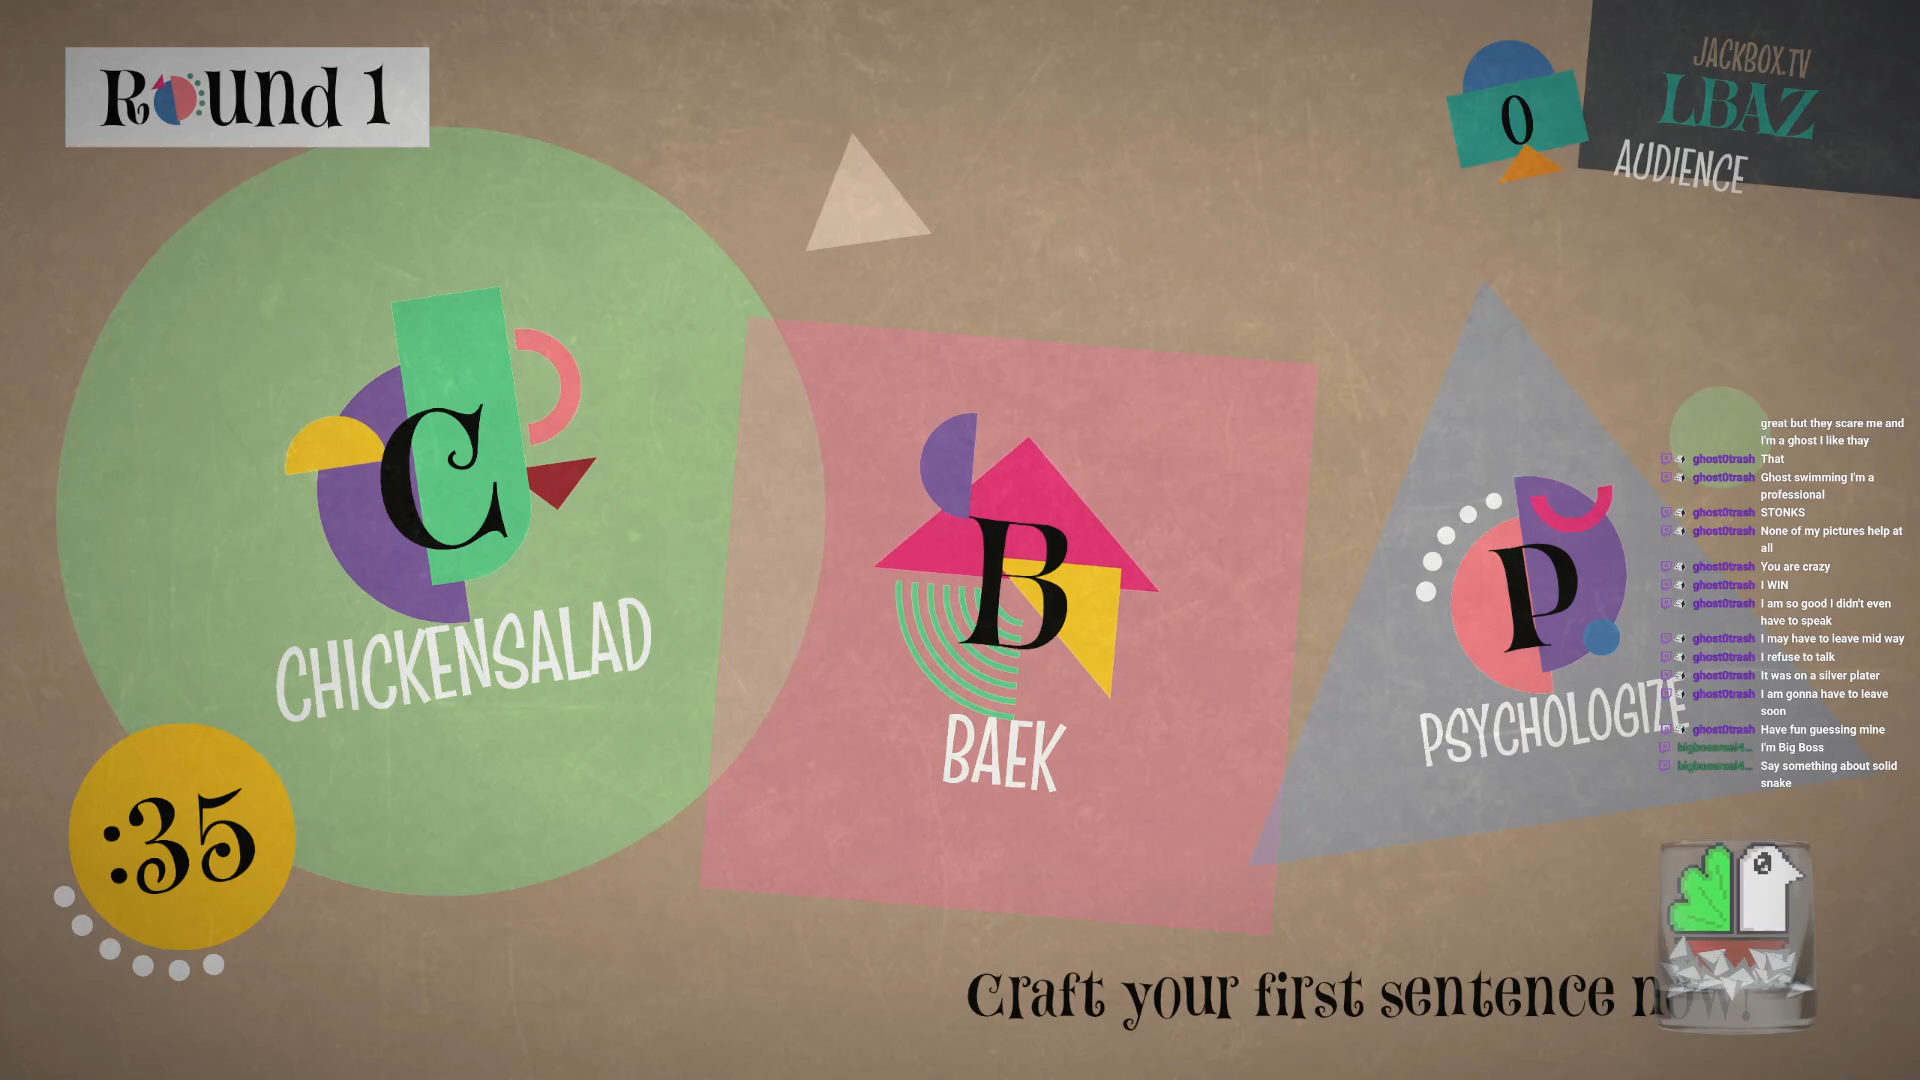 Round 1
JACKBOX.TV
LBAZ
0
AUDIENCE
C
CHICKENSALAD
B
BAEK
P
PSYCHOLOGIZE
great but they scare me and
I'm a ghost I like thay
ghost0trash That
ghost0trash Ghost swimming I'm a
professional
ghost0trash STONKS
ghost0trash None of my pictures help at
all
ghost0trash You are crazy
ghost0trash I WIN
ghost0trash I am so good I didn't even
have to speak
ghost0trash I may have to leave mid way
ghost0trash I refuse to talk
ghost0trash It was on a silver plater
ghost0trash I am gonna have to leave
soon
ghost0trash Have fun guessing mine
I'm Big Boss
Say something about solid
snake
:35
Craft your first sentence now!